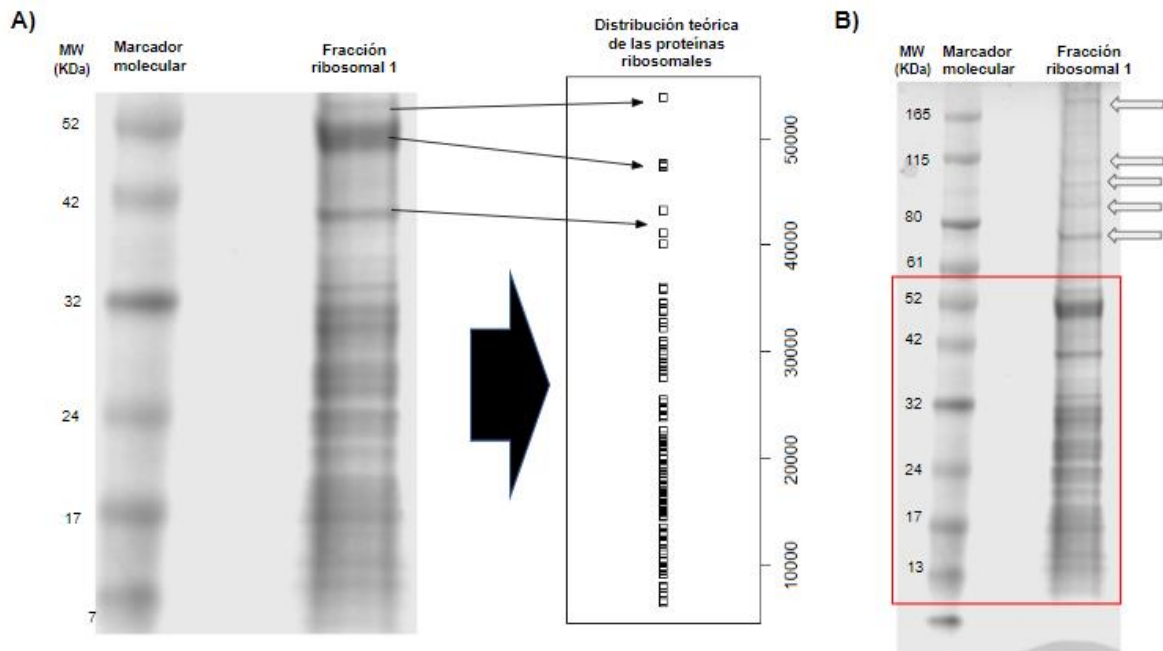 A)
MW
(KDa)
Marcador
molecular
Fracción
ribosomal 1
52
42
32
24
17
7
Distribución teórica
de las proteínas
ribosomales
50000
40000
30000
20000
10000
B)
MW
(KDa)
Marcador
molecular
Fracción
ribosomal 1
165
115
80
61
52
42
32
24
17
13